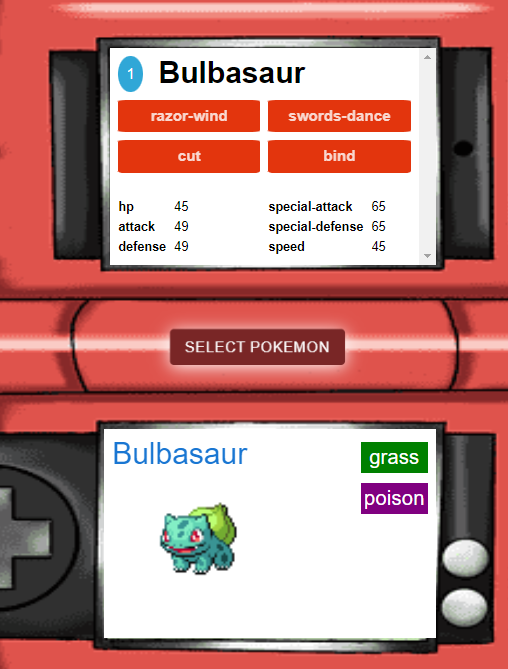 1 Bulbasaur
razor-wind swords-dance
cut bind
hp 45 special-attack 65
attack 49 special-defense 65
defense 49 speed 45
SELECT POKEMON
Bulbasaur grass
poison